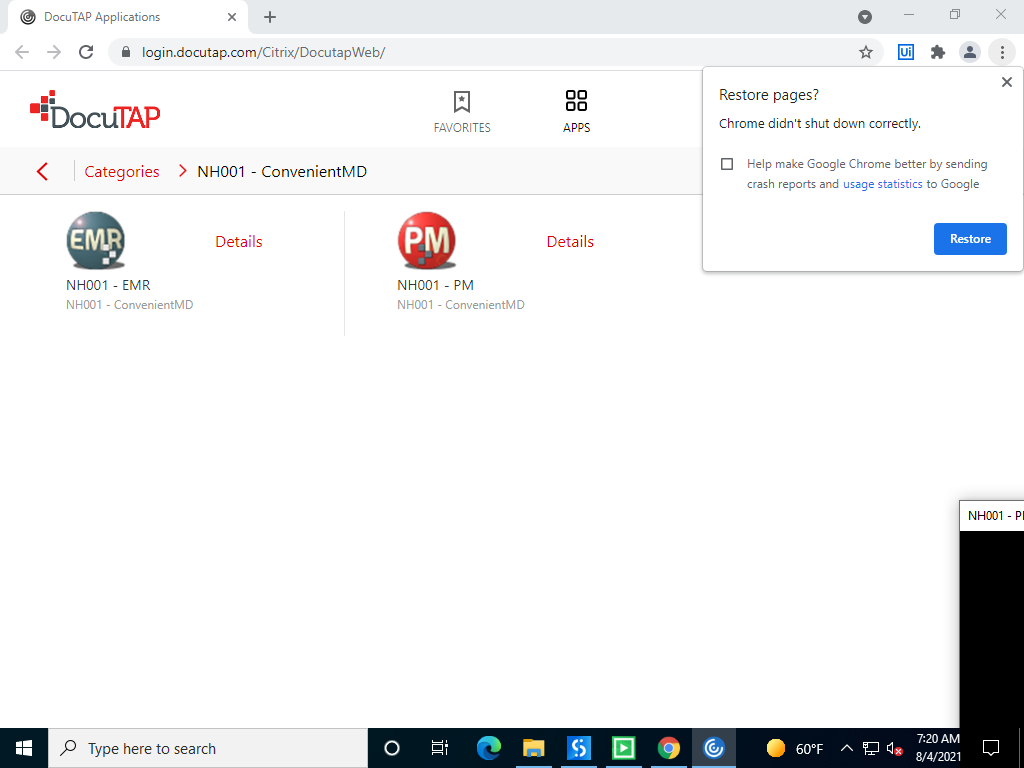 DocuTAP Applications
login.docutap.com/Citrix/DocutapWeb/
Ui
Restore pages?
Chrome didn't shut down correctly.
Help make Google Chrome better by sending
crash reports and usage statistics to Google
Restore
DocuTAP
FAVORITES
APPS
Categories
NH001 - ConvenientMD
EMR
Details
NH001 - EMR
NH001 - ConvenientMD
PM
Details
NH001 - PM
NH001 - ConvenientMD
NH001 -
Type here to search
60°F
7:20 AM
8/4/2021